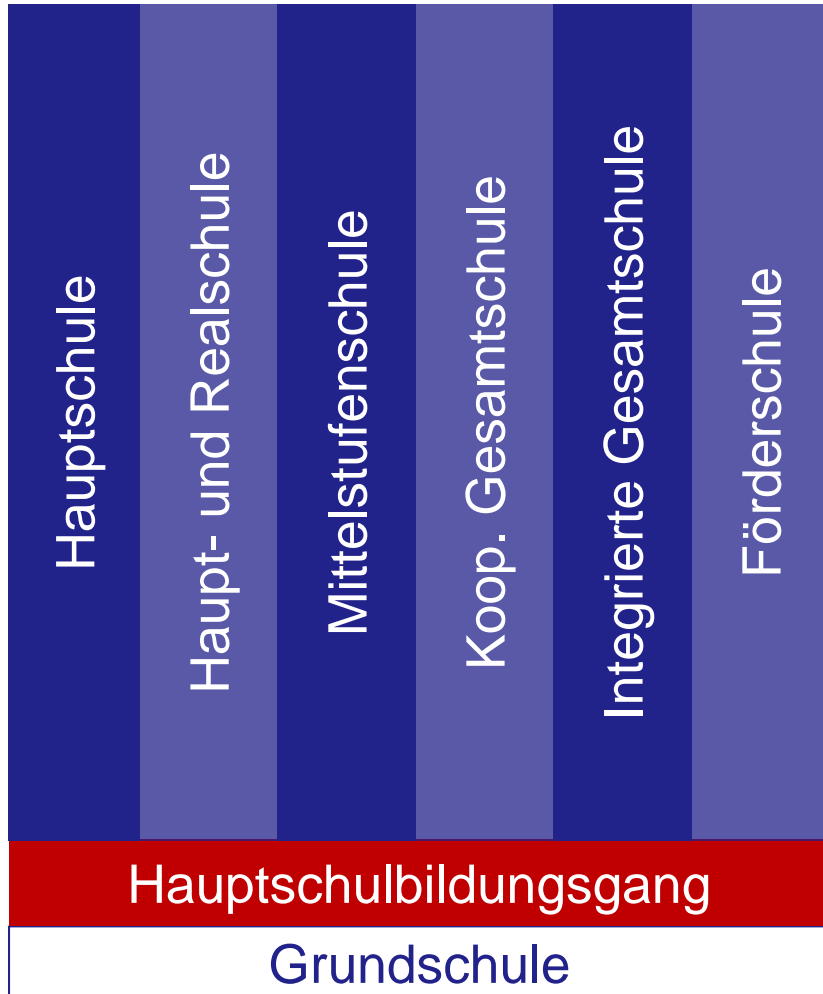 Hauptschule
Haupt- und Realschule
Mittelstufenschule
Koop. Gesamtschule
Integrierte Gesamtschule
Förderschule
Hauptschulbildungsgang
Grundschule